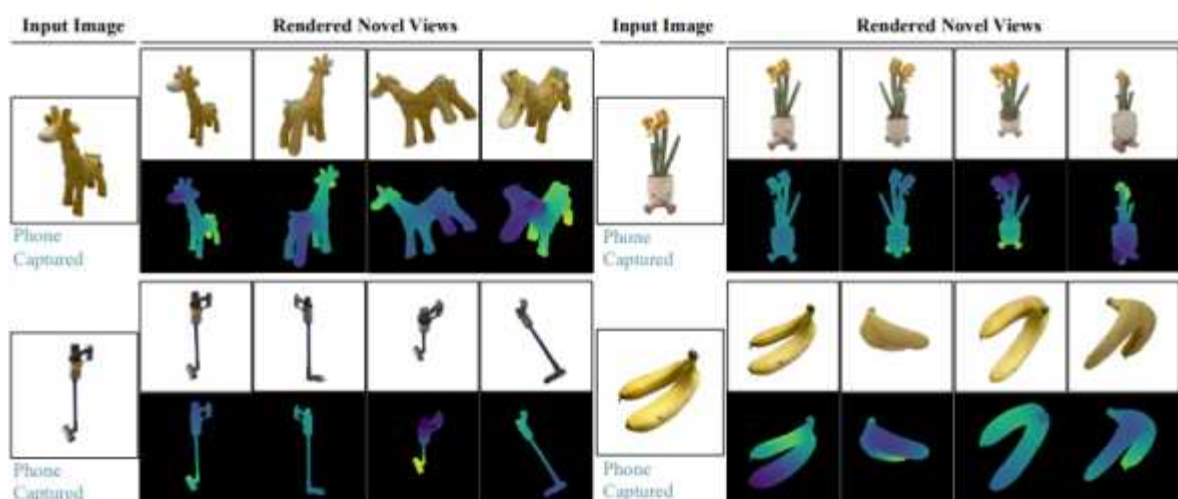 Input Image Rendered Novel Views Input Image Rendered Novel Views
Phone
Captured
Phone
Captured
Phone
Captured
Phone
Captured